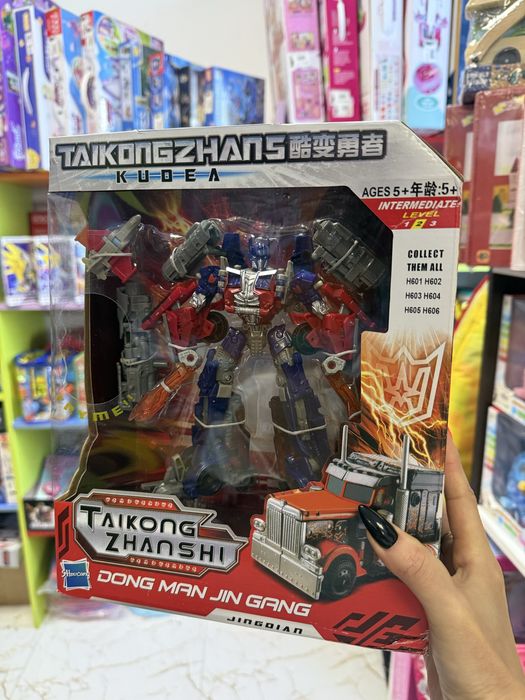 TAIKONGZHANS酷变勇者
KUDEA
AGES 5+年龄:5+
INTERMEDIATE
LEVEL
1 2 3
COLLECT
THEM ALL
H601 H602
H603 H604
H605 H606
ME!!
TAIKONG
ZHANSHI
DONG MAN JIN GANG
JINGDIAN